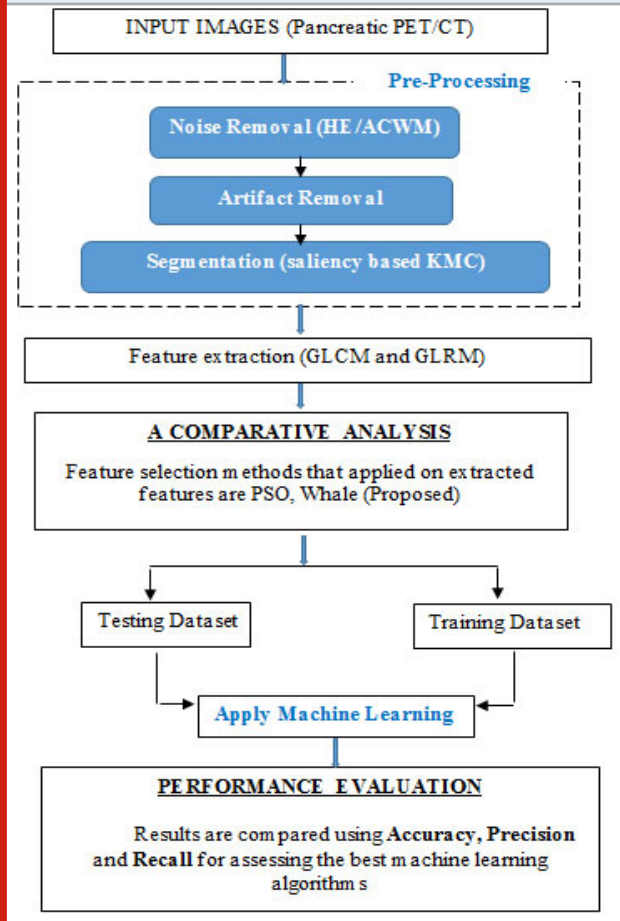 INPUT IMAGES (Pancreatic PET/CT)
Pre-Processing
Noise Removal (HE/ACWM)
Artifact Removal
Segmentation (saliency based KMC)
Feature extraction (GLCM and GLRM)
A COMPARATIVE ANALYSIS
Feature selection methods that applied on extracted
features are PSO, Whale (Proposed)
Testing Dataset
Training Dataset
Apply Machine Learning
PERFORMANCE EVALUATION
Results are compared using Accuracy, Precision
and Recall for assessing the best machine learning
algorithms